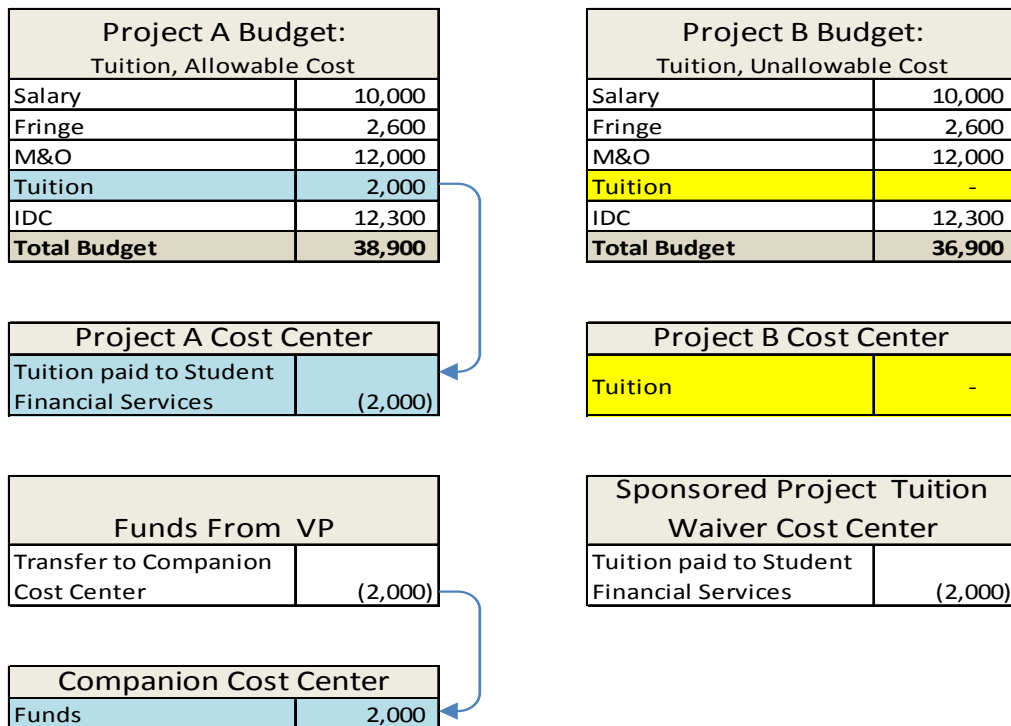 Project A Budget:
Tuition, Allowable Cost
Salary 10,000
Fringe 2,600
M&O 12,000
Tuition 2,000
IDC 12,300
Total Budget 38,900
Project B Budget:
Tuition, Unallowable Cost
Salary 10,000
Fringe 2,600
M&O 12,000
Tuition -
IDC 12,300
Total Budget 36,900
Project A Cost Center
Tuition paid to Student
Financial Services (2,000)
Project B Cost Center
Tuition -
Funds From VP
Transfer to Companion
Cost Center (2,000)
Sponsored Project Tuition
Waiver Cost Center
Tuition paid to Student
Financial Services (2,000)
Companion Cost Center
Funds 2,000